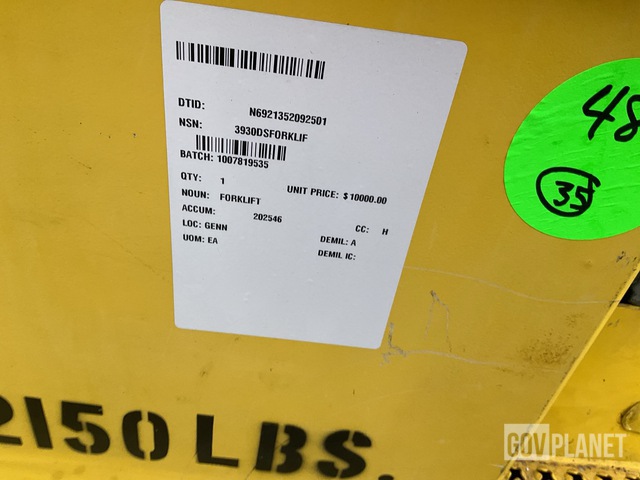 DTID: N6921352092501
NSN: 3930DSFORKLIF
BATCH: 1007819535
QTY: 1 UNIT PRICE: $10000.00
NOUN: FORKLIFT
ACCUM: 202546 CC: H
LOC: GENN DEMIL: A
UOM: EA DEMIL IC:
48
35
2150 LBS.
GOVPLANET